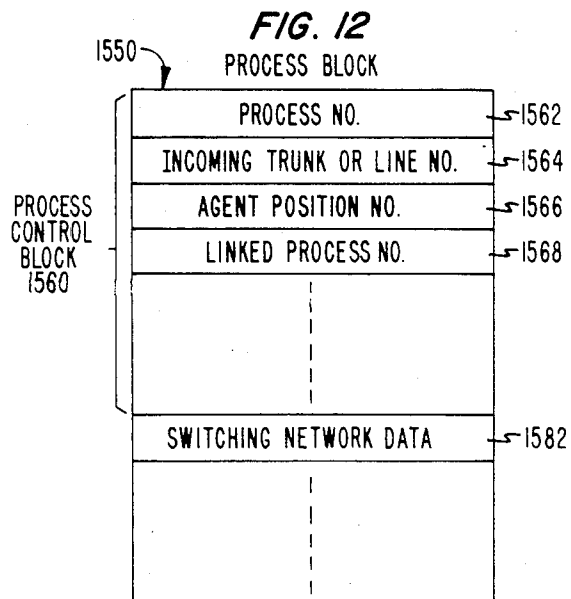 FIG. 12
1550
PROCESS BLOCK
PROCESS NO.
1562
INCOMING TRUNK OR LINE NO.
1564
AGENT POSITION NO.
1566
LINKED PROCESS NO.
1568
PROCESS
CONTROL
BLOCK
1560
SWITCHING NETWORK DATA
1582